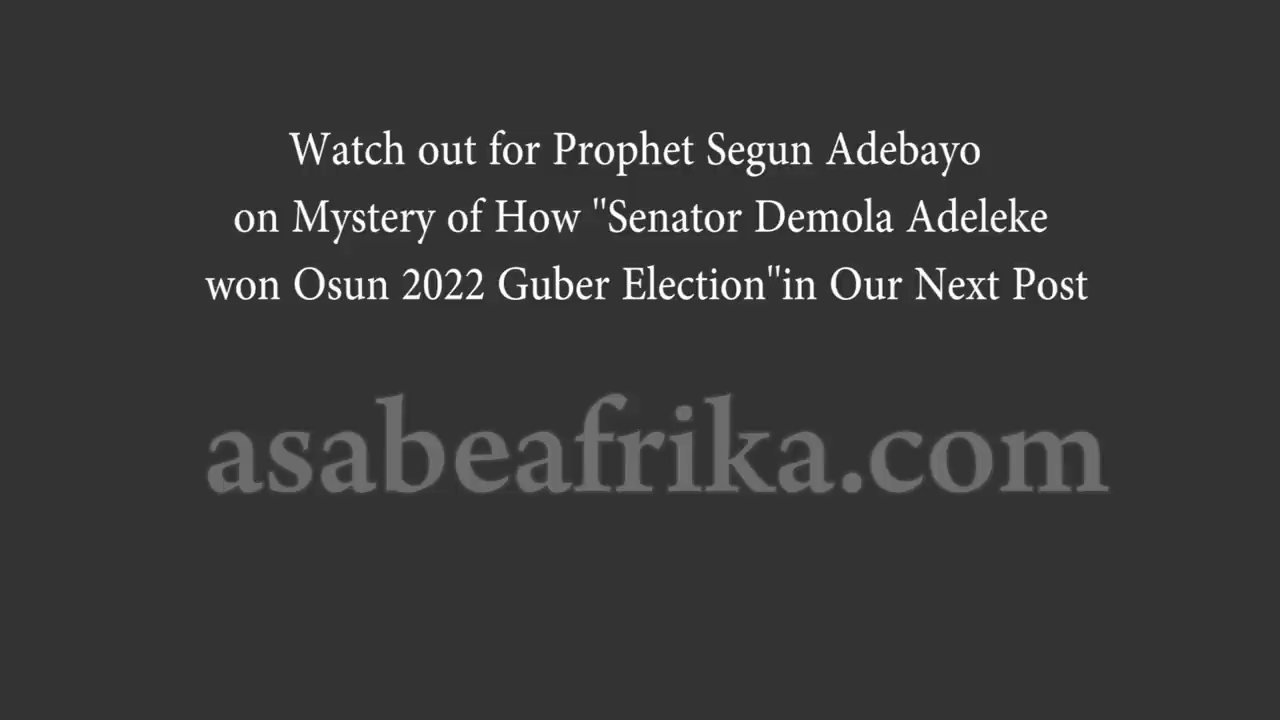 Watch out for Prophet Segun Adebayo
on Mystery of How "Senator Demola Adeleke
won Osun 2022 Guber Election"in Our Next Post
asabeafrika.com